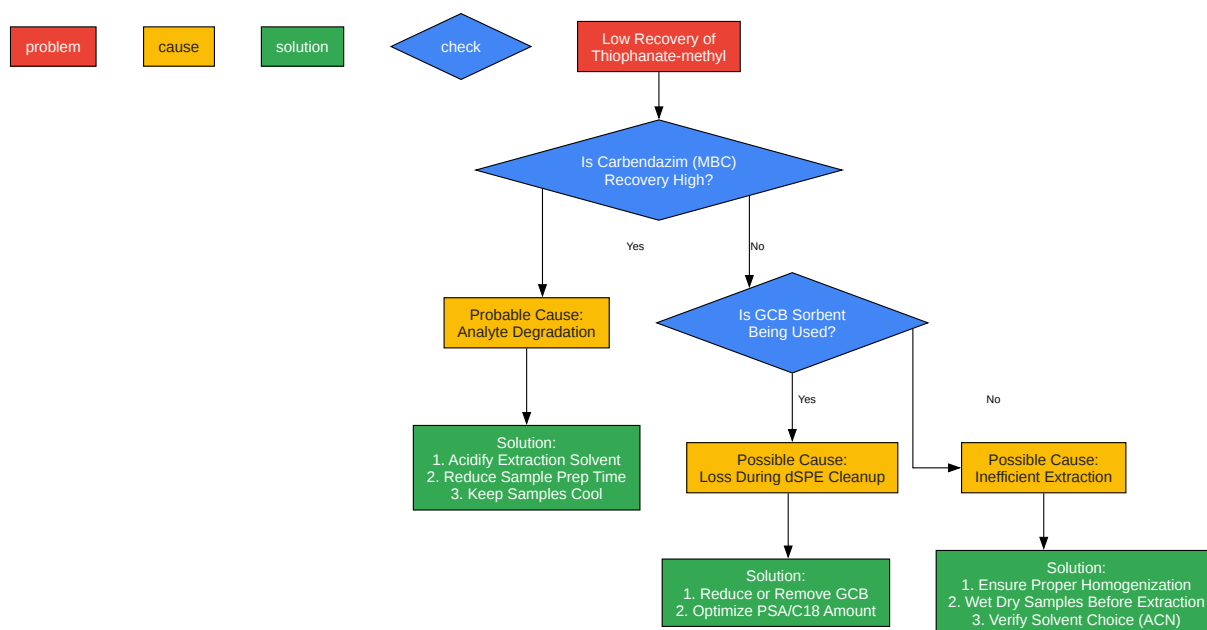 problem
cause
solution
check
Low Recovery of
Thiophanate-methyl
Is Carbendazim (MBC)
Recovery High?
Yes
No
Probable Cause:
Analyte Degradation
Is GCB Sorbent
Being Used?
Yes
No
Solution:
1. Acidify Extraction Solvent
2. Reduce Sample Prep Time
3. Keep Samples Cool
Possible Cause:
Loss During dSPE Cleanup
Possible Cause:
Inefficient Extraction
Solution:
1. Reduce or Remove GCB
2. Optimize PSA/C18 Amount
Solution:
1. Ensure Proper Homogenization
2. Wet Dry Samples Before Extraction
3. Verify Solvent Choice (ACN)